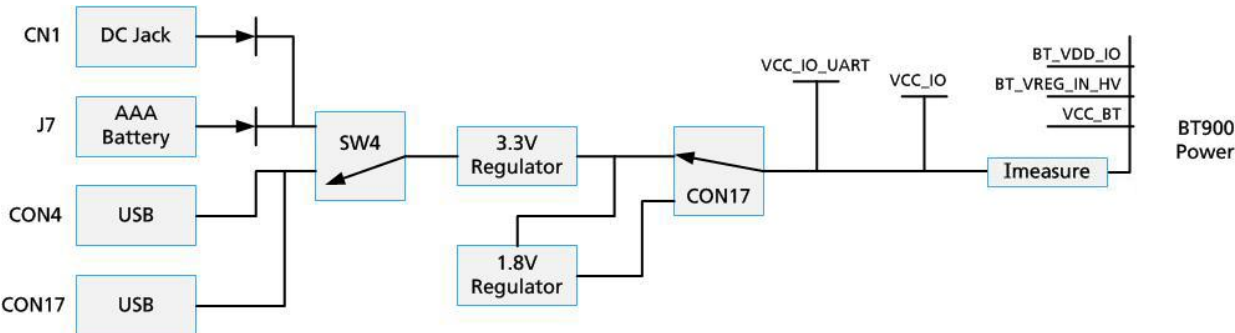 CN1
DC Jack
J7
AAA
Battery
CON4
USB
CON17
USB
SW4
3.3V
Regulator
1.8V
Regulator
CON17
VCC_IO_UART
VCC_IO
Imeasure
BT_VDD_IO
BT_VREG_IN_HV
VCC_BT
BT900
Power